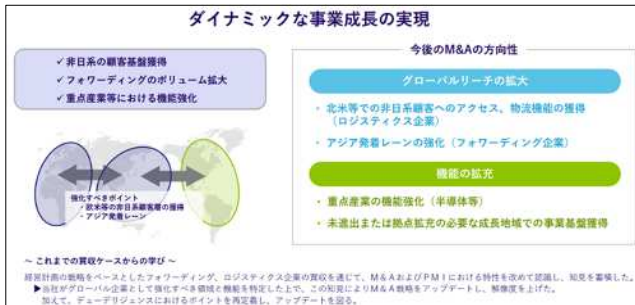 ダイナミックな事業成長の実現
✓ 非日系の顧客基盤獲得
✓ フォワーディングのボリューム拡大
✓ 重点産業等における機能強化
強化すべきポイント
・欧米等の非日系顧客層の獲得
・アジア発着レーン
今後のM&Aの方向性
グローバルリーチの拡大
・ 北米等での非日系顧客へのアクセス、物流機能の獲得
（ロジスティクス企業）
・ アジア発着レーンの強化（フォワーディング企業）
機能の拡充
・ 重点産業の機能強化（半導体等）
・ 未進出または拠点拡充の必要な成長地域での事業基盤獲得
～ これまでの買収ケースからの学び ～
経営計画の戦略をベースとしたフォワーディング、ロジスティクス企業の買収を通じて、M&AおよびPMIにおける特性を改めて認識し、知見を蓄積した。
▶当社がグローバル企業として強化すべき領域と機能を特定した上で、この知見によりM&A戦略をアップデートし、解像度を上げた。
加えて、デューデリジェンスにおけるポイントを再定義し、アップデートを図る。